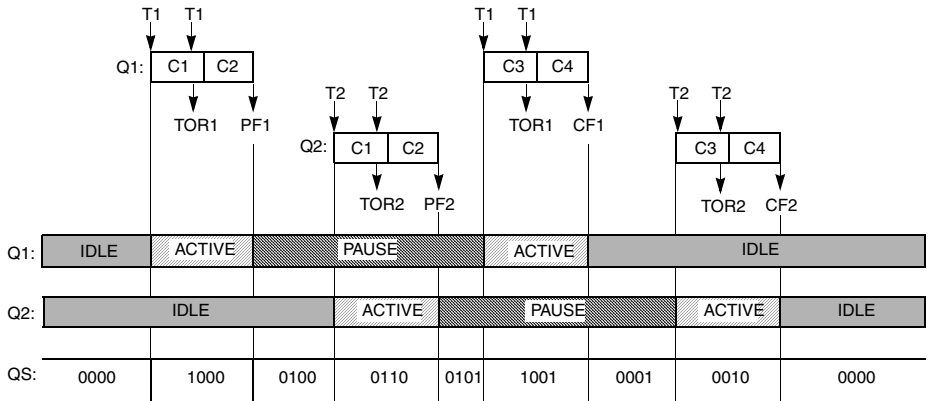 T1 T1 T1 T1
Q1: C1 C2 C3 C4
T2 T2 T2 T2
TOR1 PF1 TOR1 CF1
Q2: C1 C2 C3 C4
TOR2 PF2 TOR2 CF2
Q1: IDLE ACTIVE PAUSE ACTIVE IDLE
Q2: IDLE ACTIVE PAUSE ACTIVE IDLE
QS: 0000 1000 0100 0110 0101 1001 0001 0010 0000